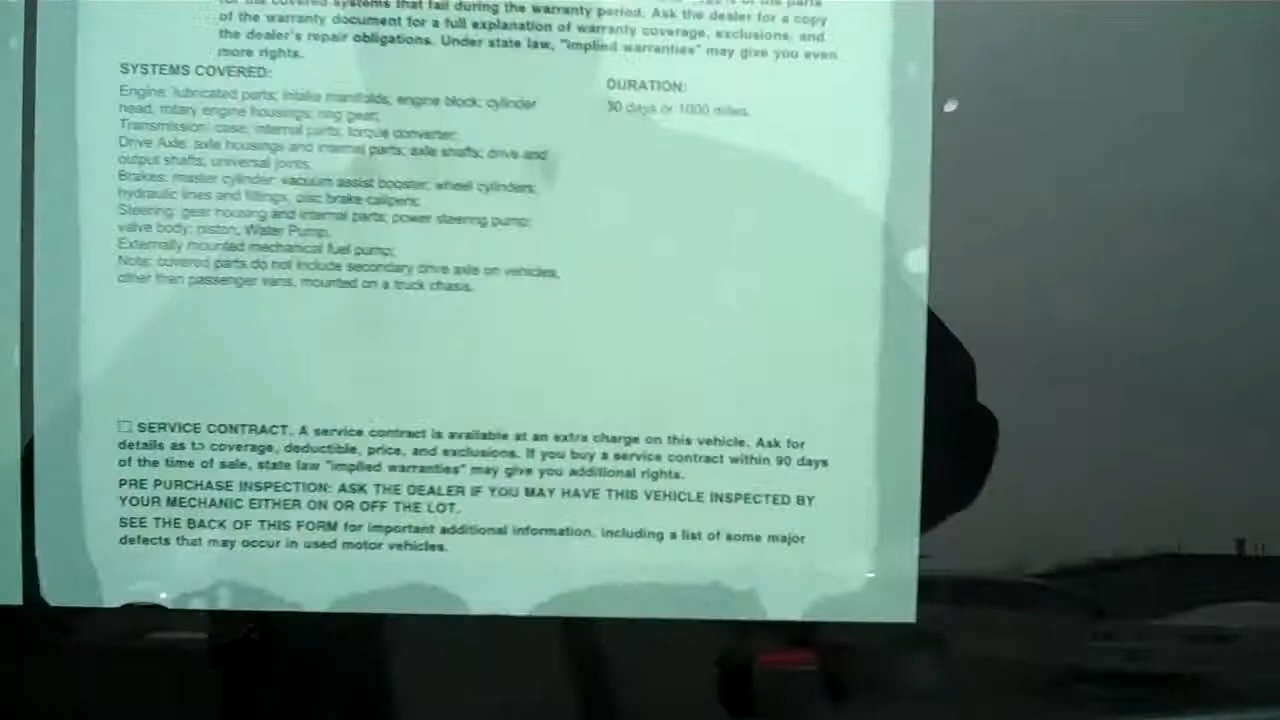 for the covered systems that fail during the warranty period. Ask the dealer for a copy
of the warranty document for a full explanation of warranty coverage, exclusions, and
the dealer's repair obligations. Under state law, "implied warranties" may give you even
more rights.
SYSTEMS COVERED:
DURATION:
Engine: lubricated parts; intake manifolds; engine block; cylinder
head; rotary engine housings; ring gear;
30 days or 1000 miles.
Transmission: case; internal parts; torque converter;
Drive Axle: axle housings and internal parts; axle shafts; drive and
output shafts; universal joints.
Brakes: master cylinder; vacuum assist booster; wheel cylinders;
hydraulic lines and fittings; disc brake calipers;
Steering: gear housing and internal parts; power steering pump;
valve body; piston; Water Pump.
Externally mounted mechanical fuel pump;
Note: covered parts do not include secondary drive axle on vehicles,
other than passenger vans, mounted on a truck chasis.
SERVICE CONTRACT. A service contract is available at an extra charge on this vehicle. Ask for
details as to coverage, deductible, price, and exclusions. If you buy a service contract within 90 days
of the time of sale, state law "implied warranties" may give you additional rights.
PRE PURCHASE INSPECTION: ASK THE DEALER IF YOU MAY HAVE THIS VEHICLE INSPECTED BY
YOUR MECHANIC EITHER ON OR OFF THE LOT.
SEE THE BACK OF THIS FORM for important additional information, including a list of some major
defects that may occur in used motor vehicles.